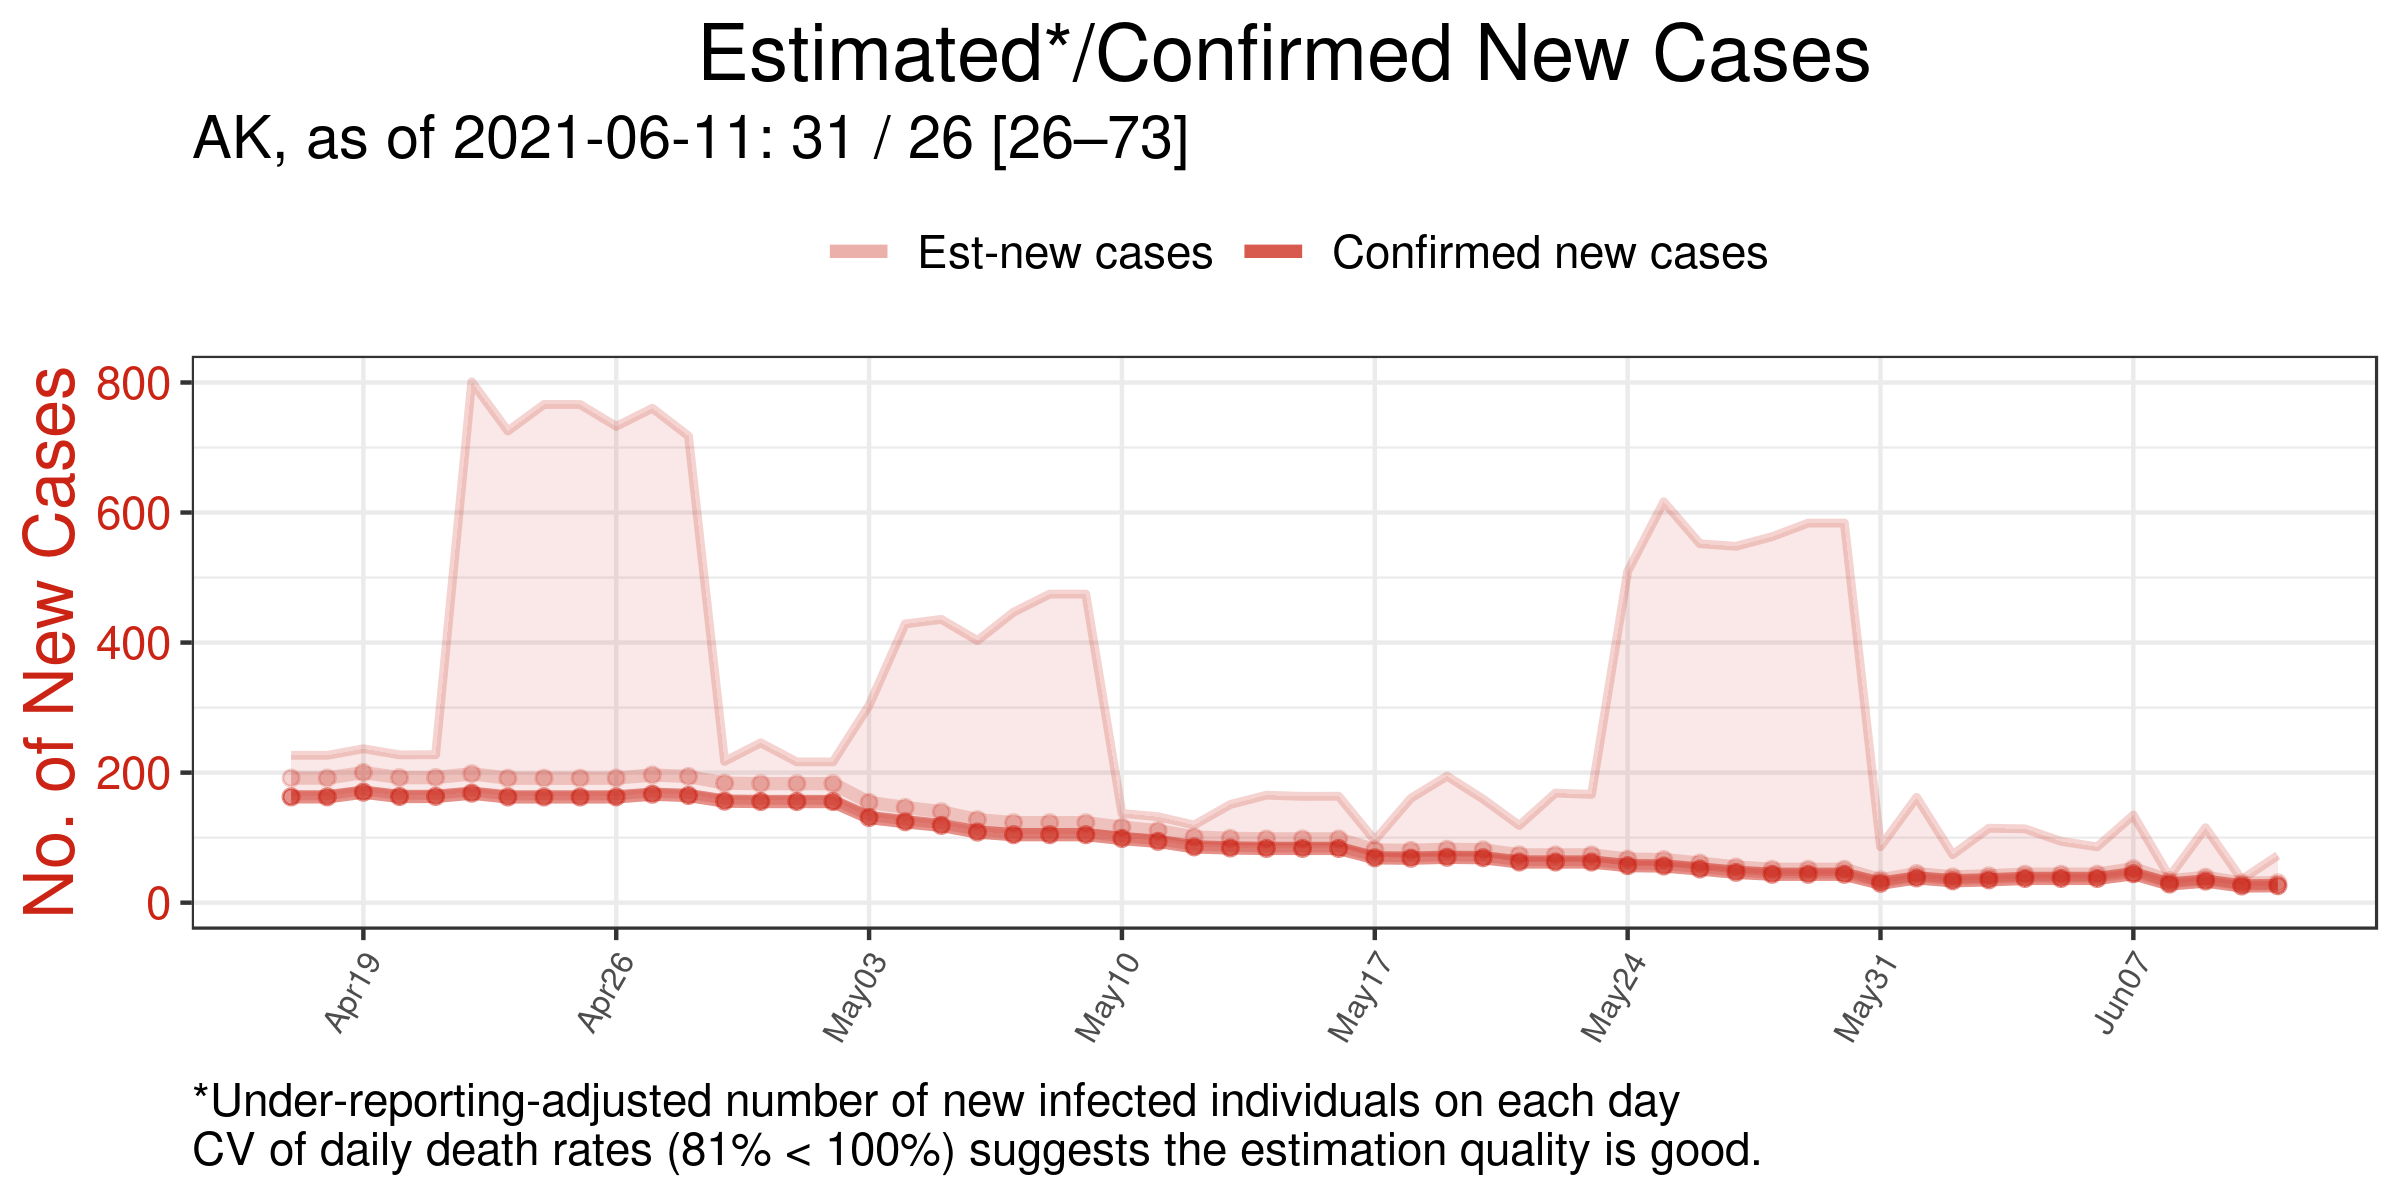 Estimated*/Confirmed New Cases
AK, as of 2021-06-11: 31 / 26 [26–73]
Est-new cases
Confirmed new cases
No. of New Cases
800
600
400
200
0
Apr19
Apr26
May03
May10
May17
May24
May31
Jun07
*Under-reporting-adjusted number of new infected individuals on each day
CV of daily death rates (81% < 100%) suggests the estimation quality is good.